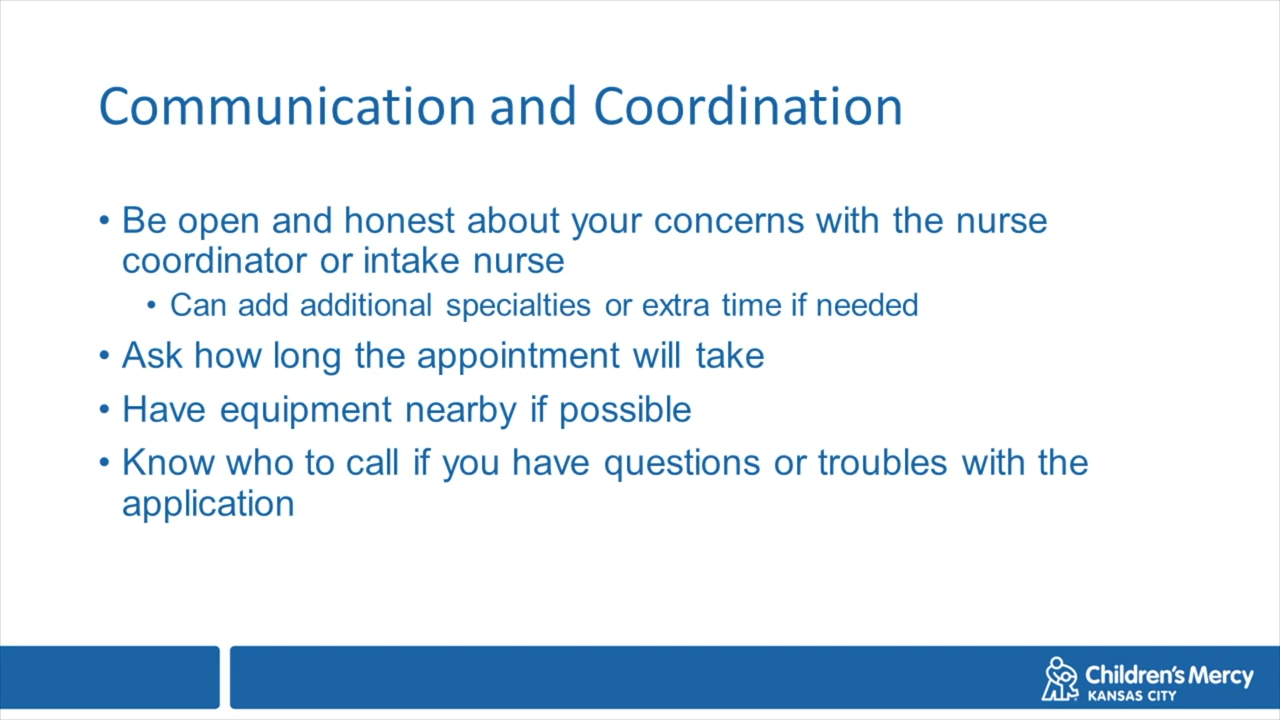 Communication and Coordination
• Be open and honest about your concerns with the nurse
coordinator or intake nurse
• Can add additional specialties or extra time if needed
• Ask how long the appointment will take
• Have equipment nearby if possible
• Know who to call if you have questions or troubles with the
application
Children's Mercy
KANSAS CITY